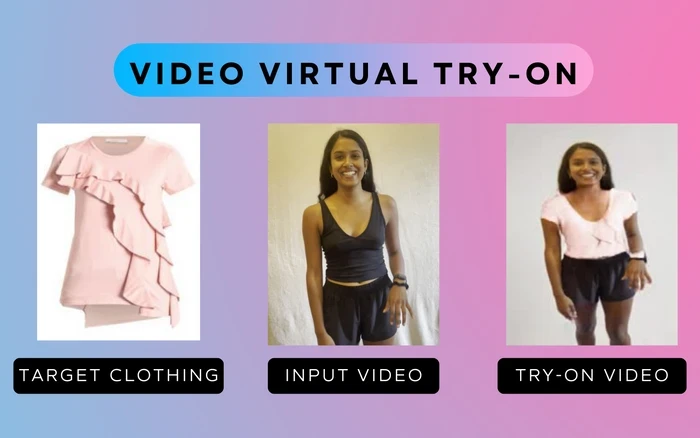 VIDEO VIRTUAL TRY-ON
TARGET CLOTHING
INPUT VIDEO
TRY-ON VIDEO